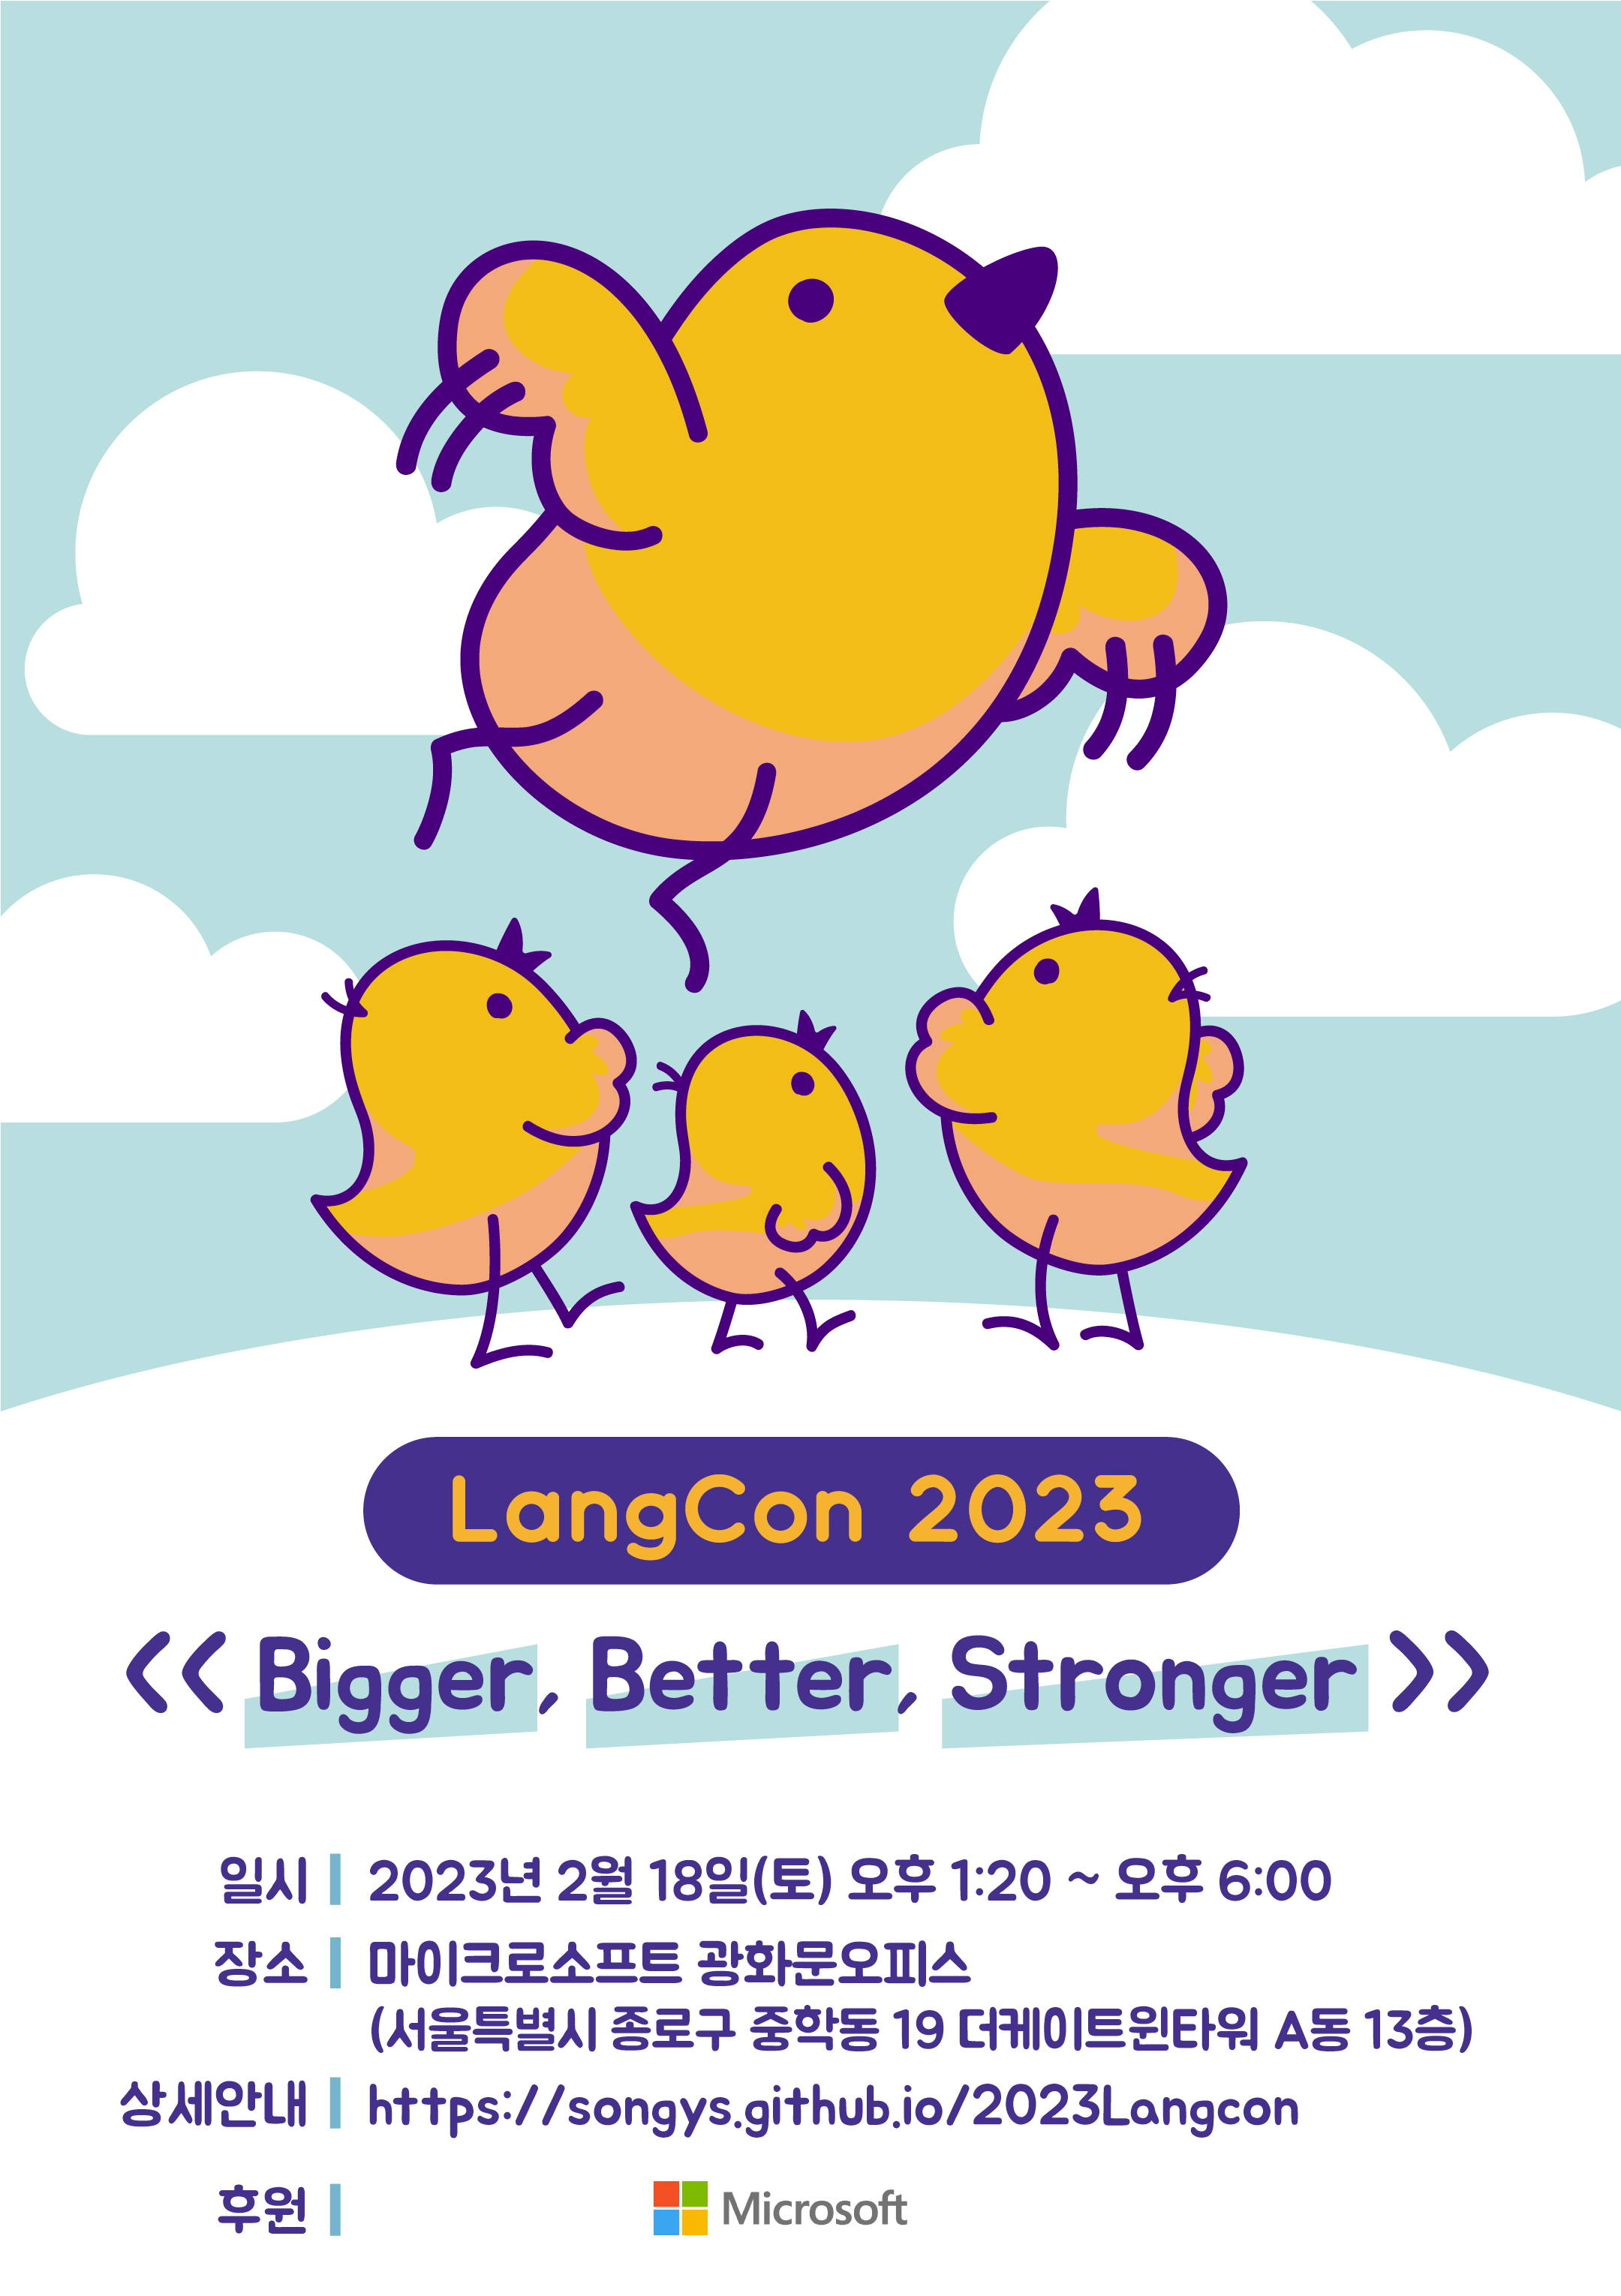 LangCon 2023
<< Bigger, Better, Stronger >>
일시 | 2023년 2월 18일(토) 오후 1:20 ~ 오후 6:00
장소 | 마이크로소프트 광화문오피스
(서울특별시 종로구 중학동 19 더케이트윈타워 A동 13층)
상세안내 | https://songys.github.io/2023Langcon
후원 | Microsoft